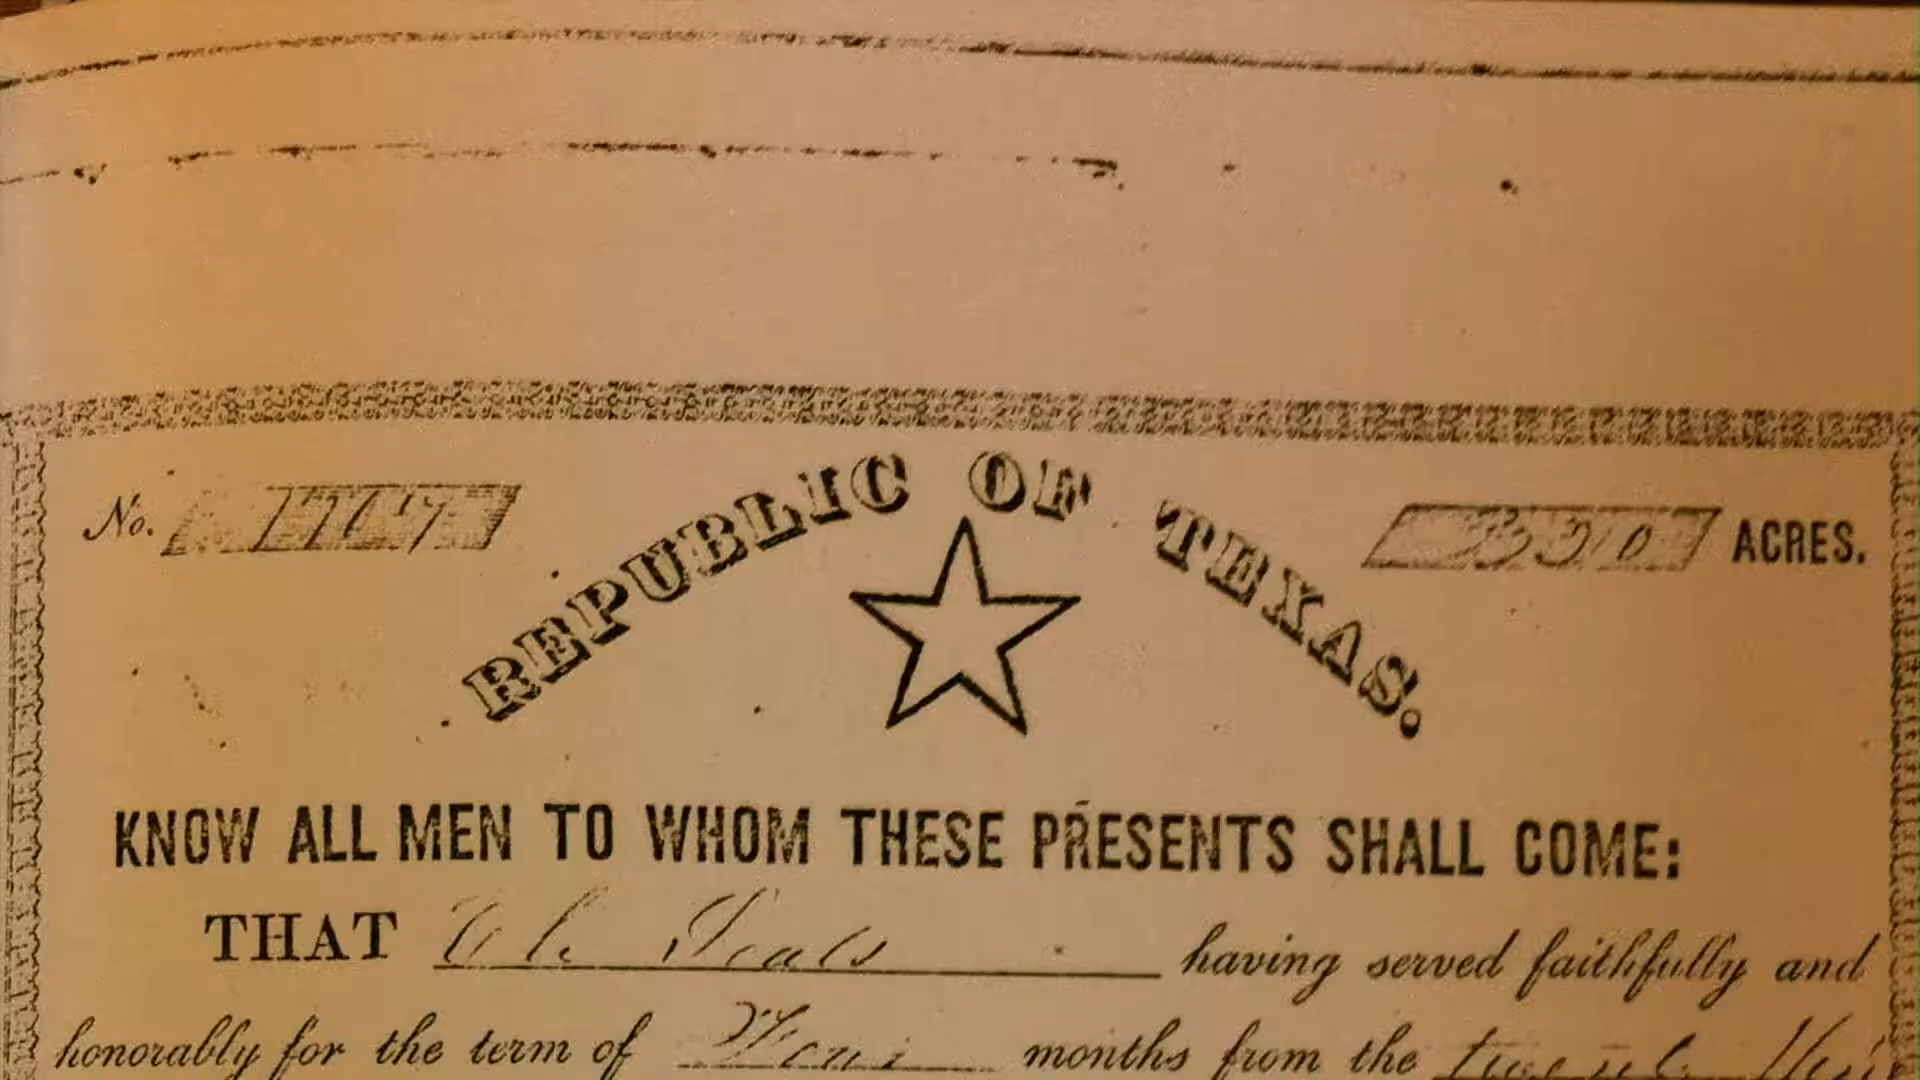 No.
REPUBLIC OF TEXAS.
ACRES.
KNOW ALL MEN TO WHOM THESE PRESENTS SHALL COME:
THAT having served faithfully and
honorably for the term of Four months from the